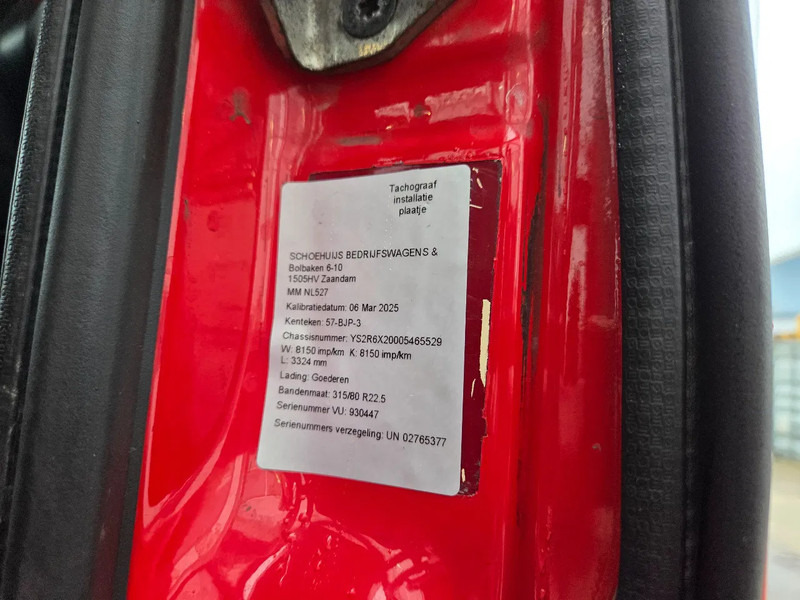 Tachograaf
installatie
plaatje
SCHOEHUIJS BEDRIJFSWAGENS &
Bolbaken 6-10
1505HV Zaandam
MM NL527
Kalibratiedatum: 06 Mar 2025
Kenteken: 57-BJP-3
Chassisnummer: YS2R6X20005465529
W: 8150 imp/km K: 8150 imp/km
L: 3324 mm
Lading: Goederen
Bandenmaat: 315/80 R22.5
Serienummer VU: 930447
Serienummers verzegeling: UN 02765377